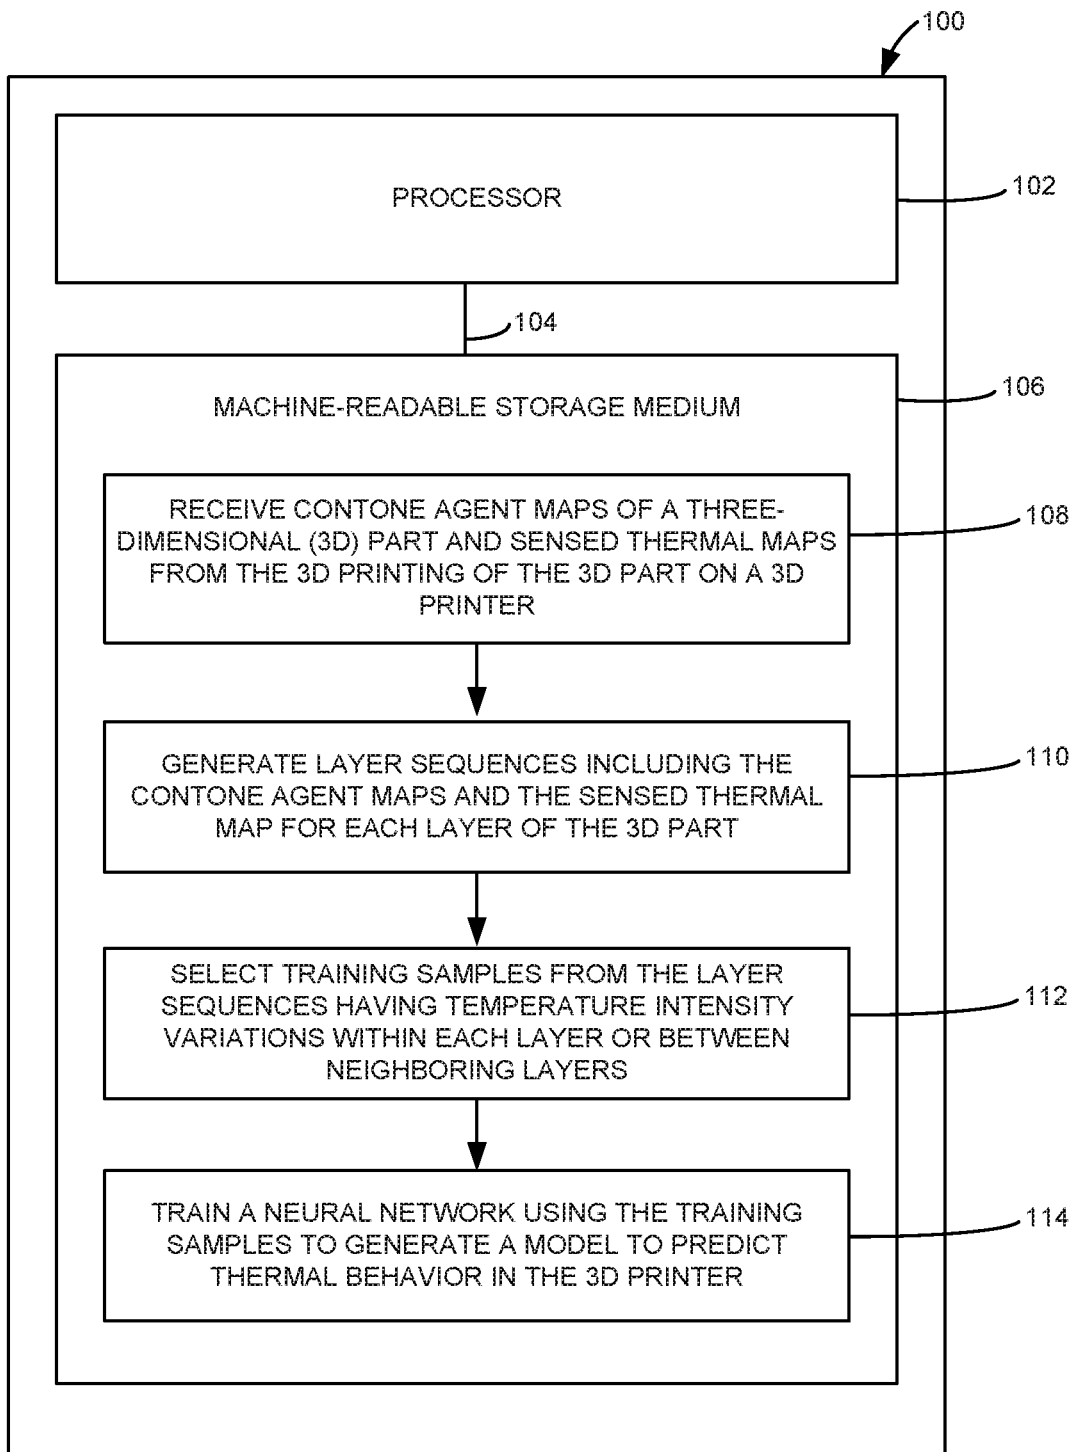 100
PROCESSOR
102
104
106
MACHINE-READABLE STORAGE MEDIUM
RECEIVE CONTONE AGENT MAPS OF A THREE-
DIMENSIONAL (3D) PART AND SENSED THERMAL MAPS
FROM THE 3D PRINTING OF THE 3D PART ON A 3D
PRINTER
108
GENERATE LAYER SEQUENCES INCLUDING THE
CONTONE AGENT MAPS AND THE SENSED THERMAL
MAP FOR EACH LAYER OF THE 3D PART
110
SELECT TRAINING SAMPLES FROM THE LAYER
SEQUENCES HAVING TEMPERATURE INTENSITY
VARIATIONS WITHIN EACH LAYER OR BETWEEN
NEIGHBORING LAYERS
112
TRAIN A NEURAL NETWORK USING THE TRAINING
SAMPLES TO GENERATE A MODEL TO PREDICT
THERMAL BEHAVIOR IN THE 3D PRINTER
114